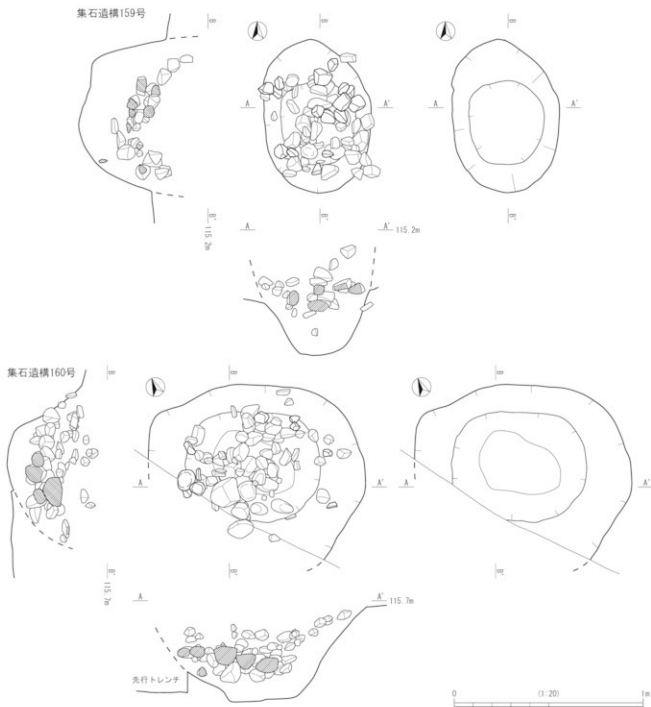 集石遺構159号
B B B
A A' A A'
B' B' B'
115.2m
A A' 115.2m
集石遺構160号
B B B
A A' A A'
B' B' B'
115.7m
A A' 115.7m
先行トレンチ
0 (1:20) 1m